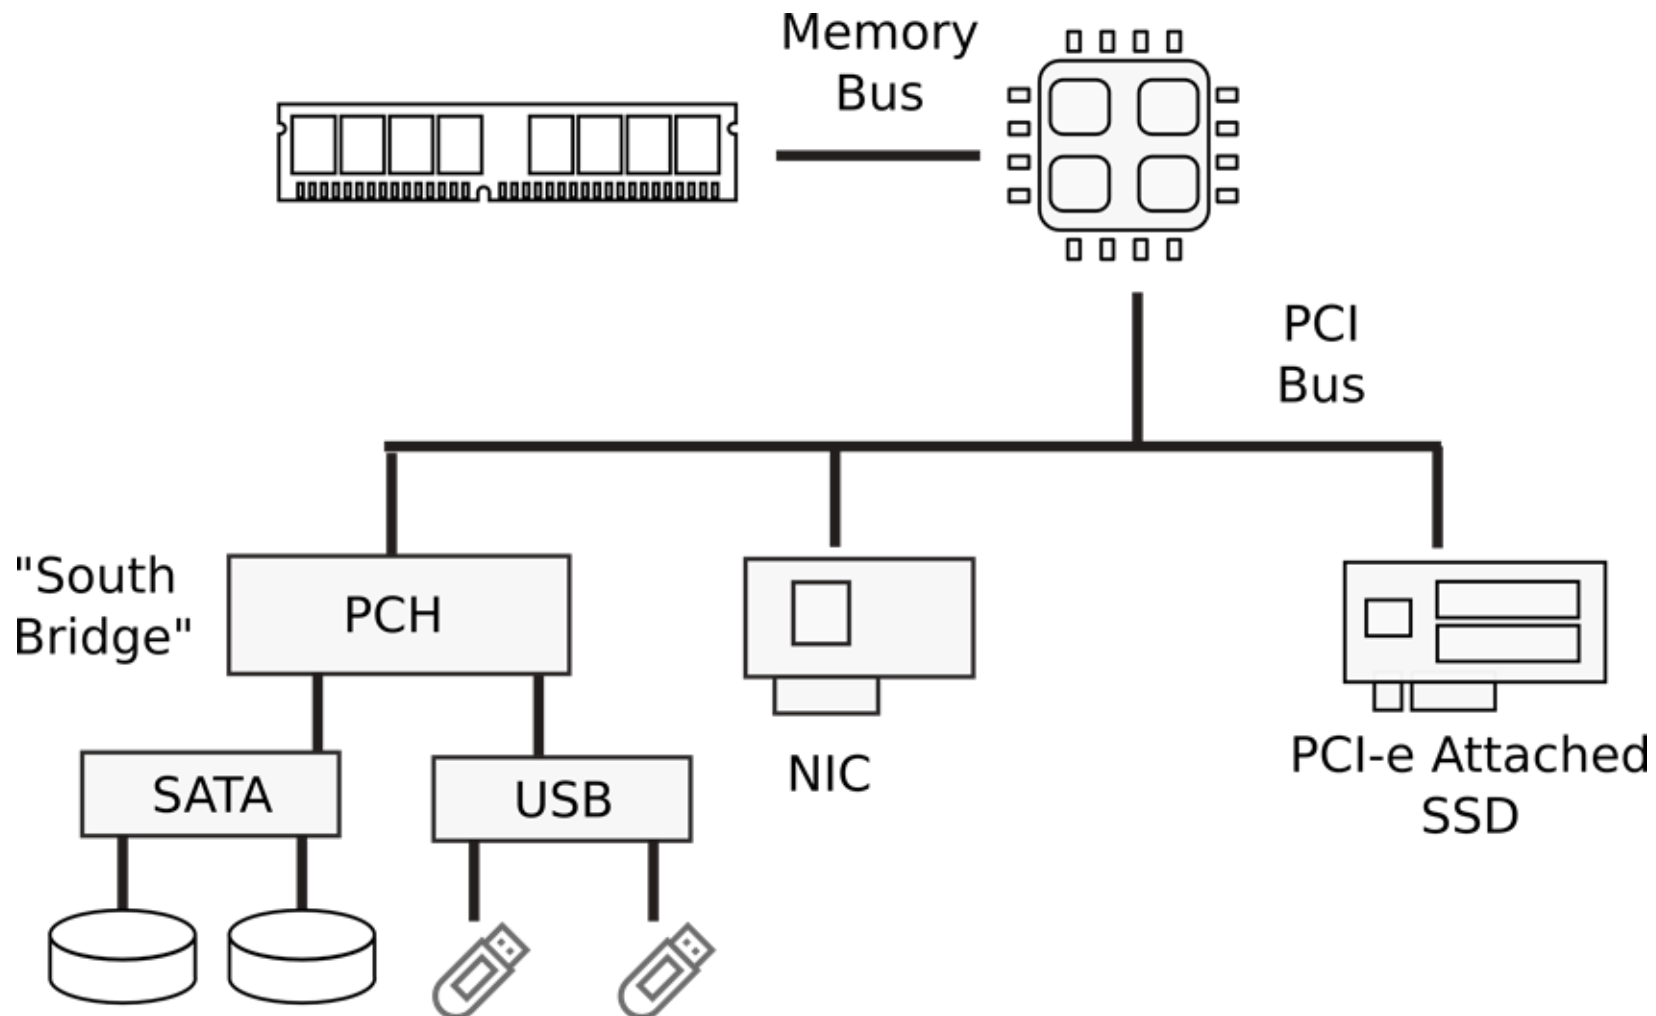 Memory
Bus
PCI
Bus
"South
Bridge"
PCH
SATA
USB
NIC
PCI-e Attached
SSD